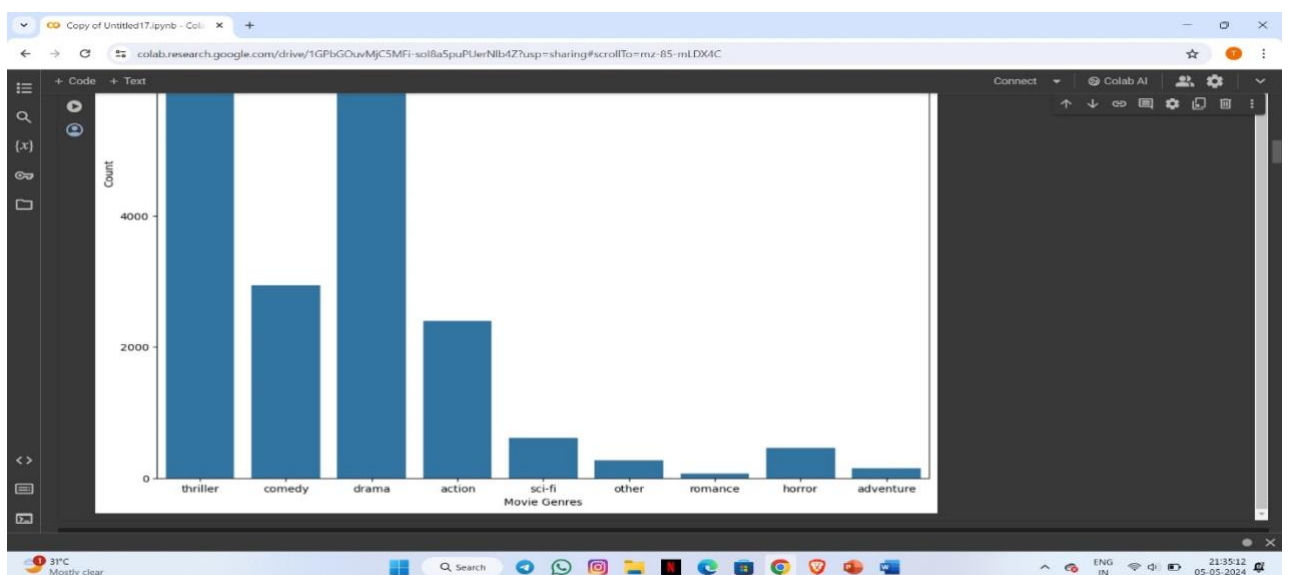 Copy of Untitled17.ipynb - Cola
colab.research.google.com/drive/1GPbGOuvMjC5MFi-sol8a5puPUerNlb4Z?usp=sharing#scrollTo=mz-85-mLDX4C
T
+ Code + Text
Connect
Colab AI
{x}
Count
4000
2000
0
thriller comedy drama action sci-fi other romance horror adventure
Movie Genres
<>
1
31°C
Mostly clear
Search
N
W
ENG
IN
21:35:12
05-05-2024